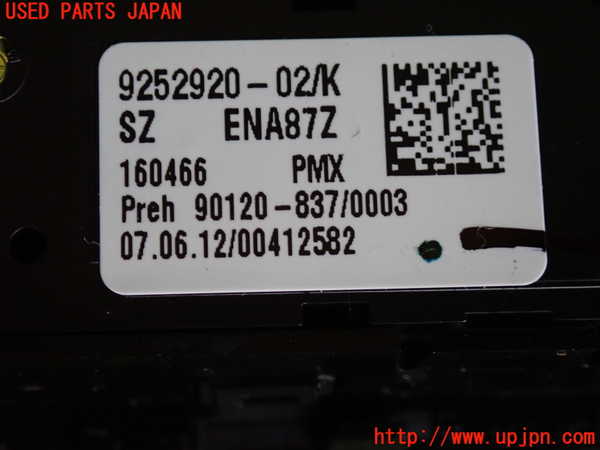 USED PARTS JAPAN
9252920-02/K
SZ ENA87Z
160466 PMX
Preh 90120-837/0003
07.06.12/00412582
http://www.upjpn.com/